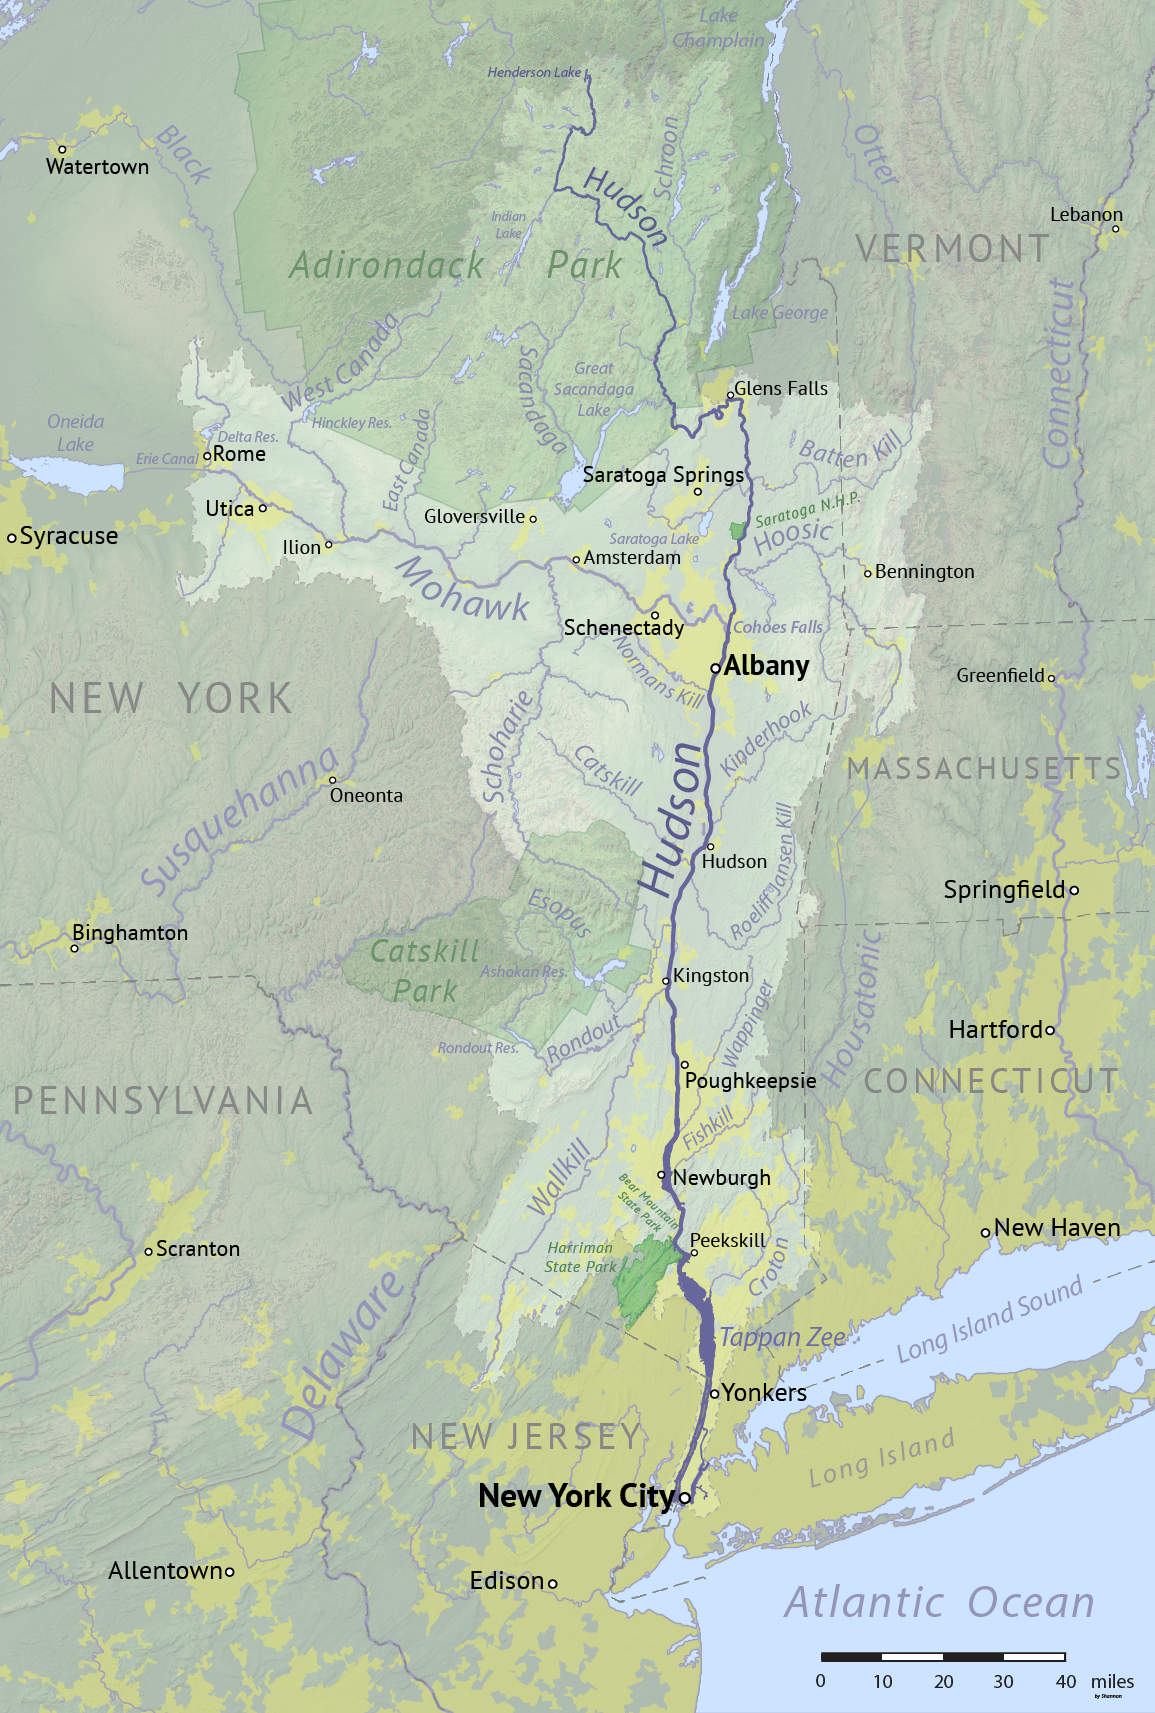 Lake
Champlain
Henderson Lake
Black
Watertown
Schroon
Otter
Hudson
Indian
Lake
Lebanon
VERMONT
Adirondack Park
Connecticut
Lake George
West Canada
Sacandaga
Great
Sacandaga
Lake
Glens Falls
Oneida
Lake
Hinckley Res.
Delta Res.
Erie Canal
Rome
East Canada
Batten Kill
Saratoga Springs
Utica
Gloversville
Saratoga N.H.P.
Syracuse
Ilion
Saratoga Lake
Hoosic
Amsterdam
Mohawk
Bennington
Schenectady
Cohoes Falls
Normans Kill
Albany
Greenfield
NEW YORK
Schoharie
Kinderhook
Catskill
Hudson
MASSACHUSETTS
Susquehanna
Oneonta
Hudson
Roeliff Jansen Kill
Springfield
Esopus
Binghamton
Catskill
Park
Ashokan Res.
Kingston
Housatonic
Wappinger
Rondout
Rondout Res.
Hartford
Poughkeepsie
CONNECTICUT
PENNSYLVANIA
Fishkill
Wallkill
Newburgh
Bear Mountain
State Park
New Haven
Scranton
Harriman
State Park
Peekskill
Croton
Delaware
Long Island Sound
Tappan Zee
Yonkers
NEW JERSEY
Long Island
New York City
Allentown
Edison
Atlantic Ocean
0 10 20 30 40 miles
by Shannon